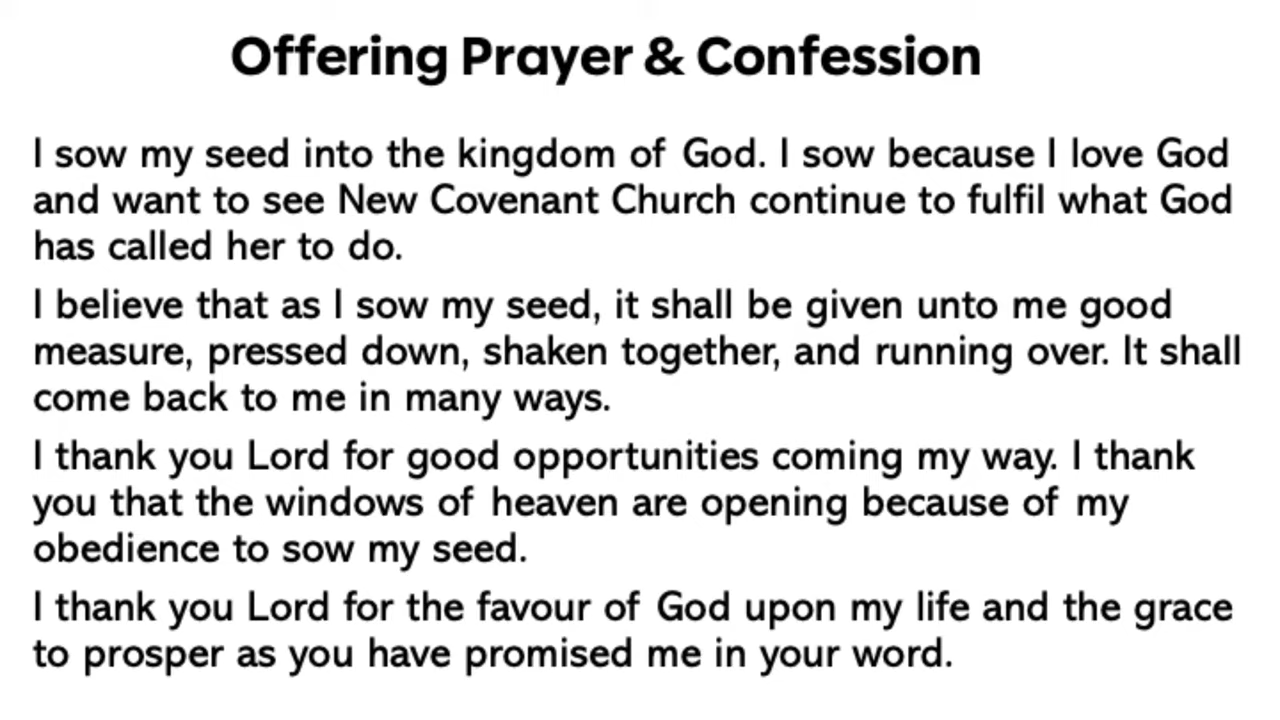 Offering Prayer & Confession
I sow my seed into the kingdom of God. I sow because I love God
and want to see New Covenant Church continue to fulfil what God
has called her to do.
I believe that as I sow my seed, it shall be given unto me good
measure, pressed down, shaken together, and running over. It shall
come back to me in many ways.
I thank you Lord for good opportunities coming my way. I thank
you that the windows of heaven are opening because of my
obedience to sow my seed.
I thank you Lord for the favour of God upon my life and the grace
to prosper as you have promised me in your word.